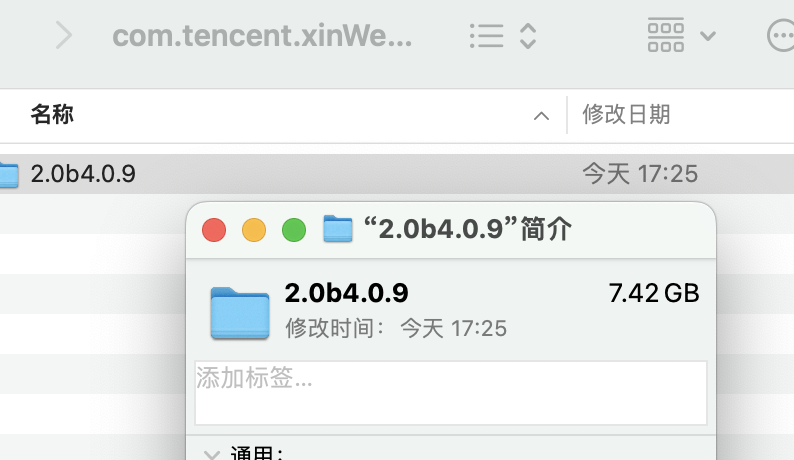 com.tencent.xinWe...
名称
修改日期
2.0b4.0.9
今天 17:25
“2.0b4.0.9”简介
2.0b4.0.9
7.42 GB
修改时间：今天 17:25
添加标签...
通用：